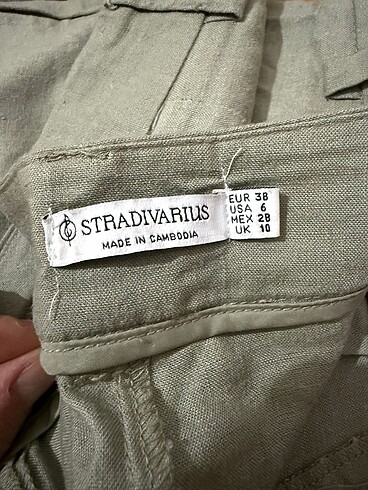 STRADIVARIUS
MADE IN CAMBODIA
EUR 38
USA 6
MEX 28
UK 10